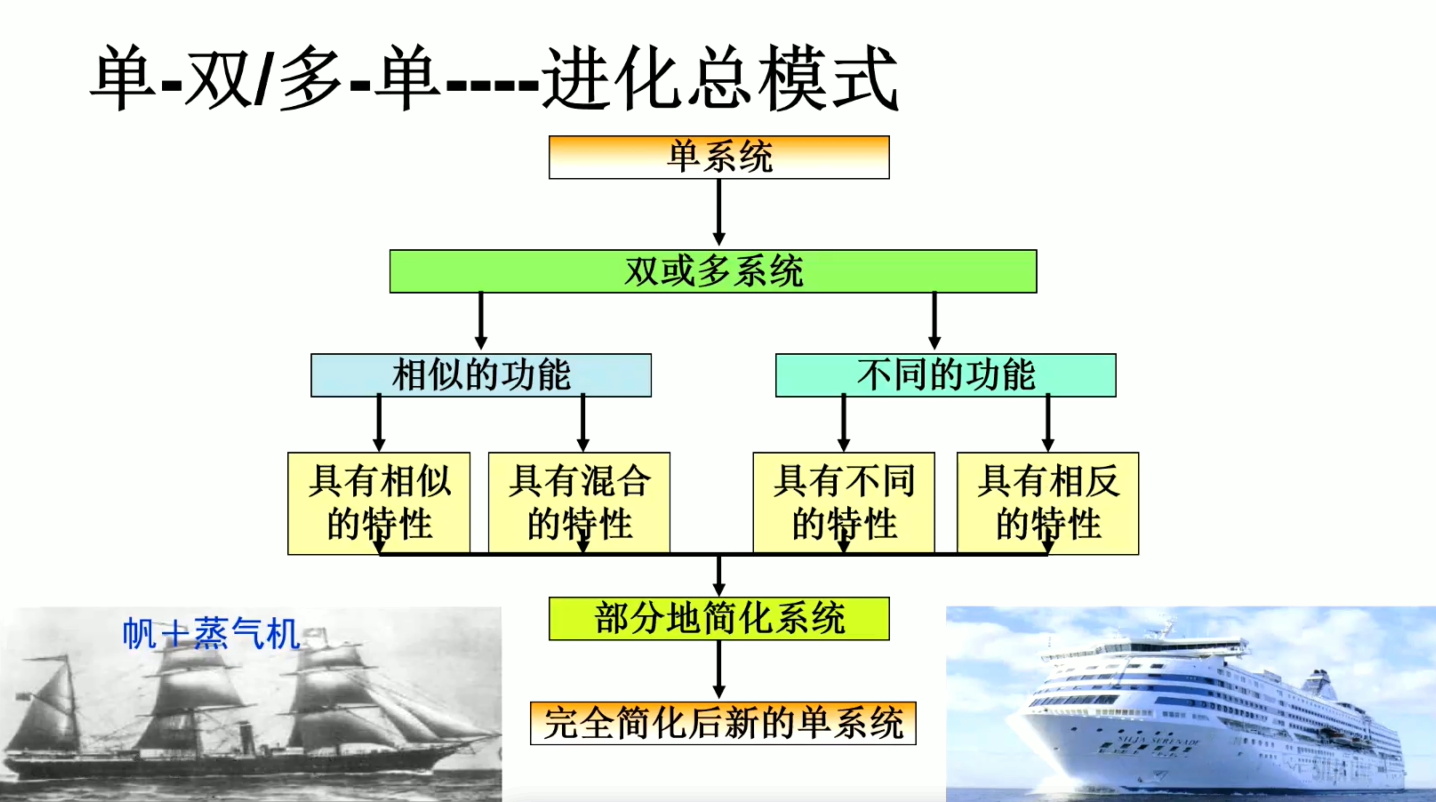 单-双/多-单----进化总模式
单系统
双或多系统
相似的功能
不同的功能
具有相似
的特性
具有混合
的特性
具有不同
的特性
具有相反
的特性
部分地简化系统
帆＋蒸气机
SILJA SERENADE
完全简化后新的单系统